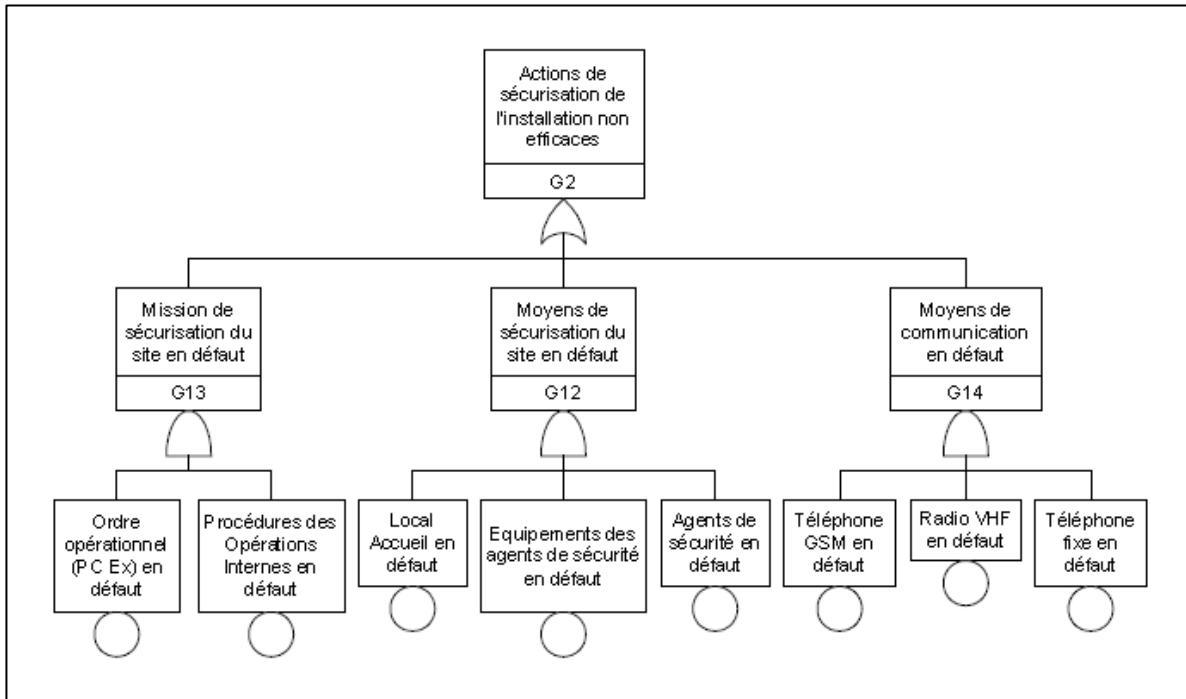 Actions de
sécurisation de
l'installation non
efficaces
G2
Mission de
sécurisation du
site en défaut
G13
Moyens de
sécurisation du
site en défaut
G12
Moyens de
communication
en défaut
G14
Ordre
opérationnel
(PC Ex) en
défaut
Procédures des
Opérations
Internes en
défaut
Local
Accueil en
défaut
Equipements des
agents de sécurité
en défaut
Agents de
sécurité en
défaut
Téléphone
GSM en
défaut
Radio VHF
en défaut
Téléphone
fixe en
défaut